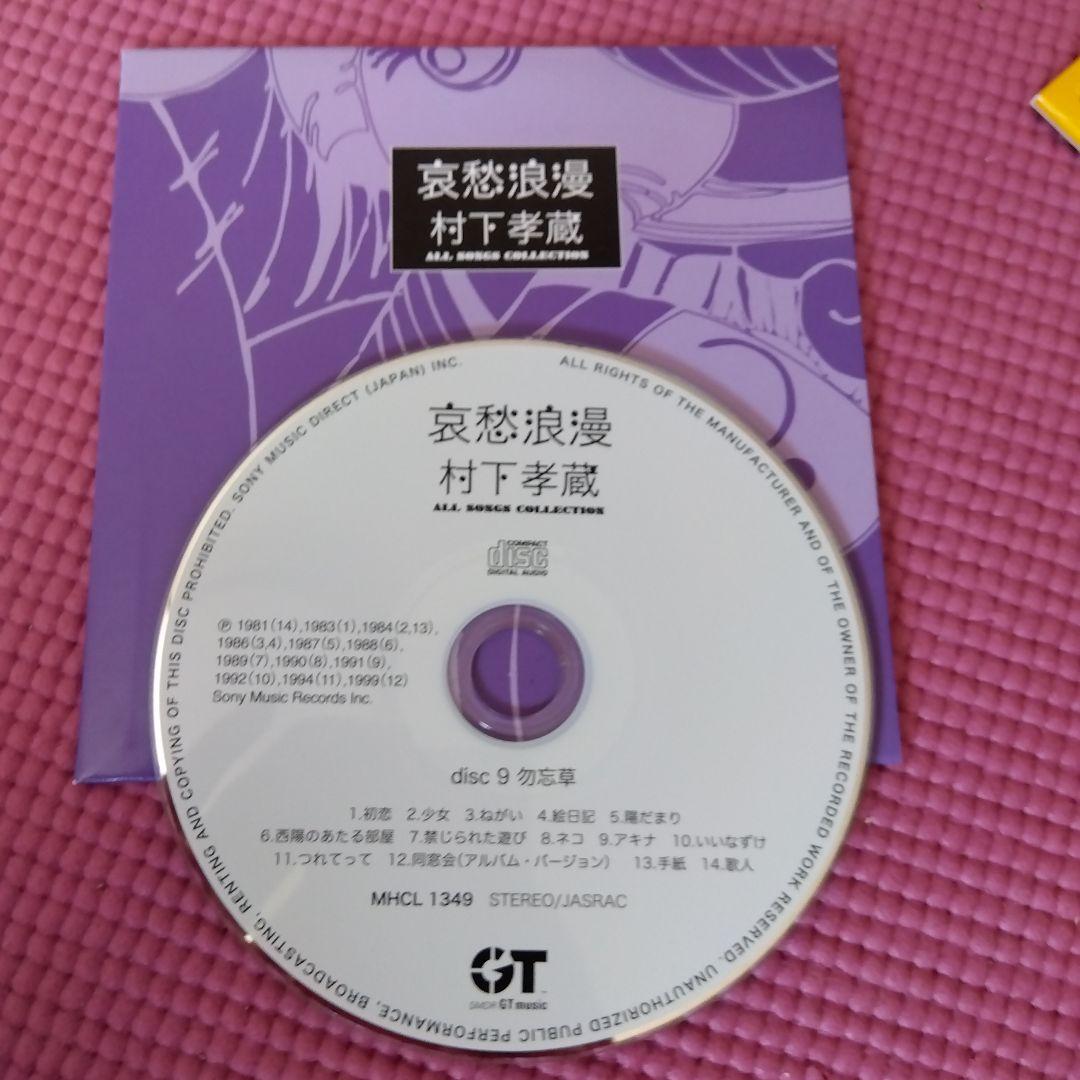 哀愁浪漫
村下孝蔵
ALL SONGS COLLECTION
ALL RIGHTS OF THE MANUFACTURER AND OF THE OWNER OF THE RECORDED WORK RESERVED. UNAUTHORIZED PUBLIC PERFORMANCE, BROADCASTING, RENTING AND COPYING OF THIS DISC PROHIBITED. SONY MUSIC DIRECT (JAPAN) INC.
哀愁浪漫
村下孝蔵
ALL SONGS COLLECTION
COMPACT
disc
DIGITAL AUDIO
℗ 1981(14),1983(1),1984(2,13),
1986(3,4),1987(5),1988(6),
1989(7),1990(8),1991(9),
1992(10),1994(11),1999(12)
Sony Music Records Inc.
disc 9 勿忘草
1.初恋 2.少女 3.ねがい 4.絵日記 5.陽だまり
6.西陽のあたる部屋 7.禁じられた遊び 8.ネコ 9.アキナ 10.いいなずけ
11.つれてって 12.同窓会(アルバム・バージョン) 13.手紙 14.歌人
MHCL 1349 STEREO/JASRAC
GT
SMDR GT music